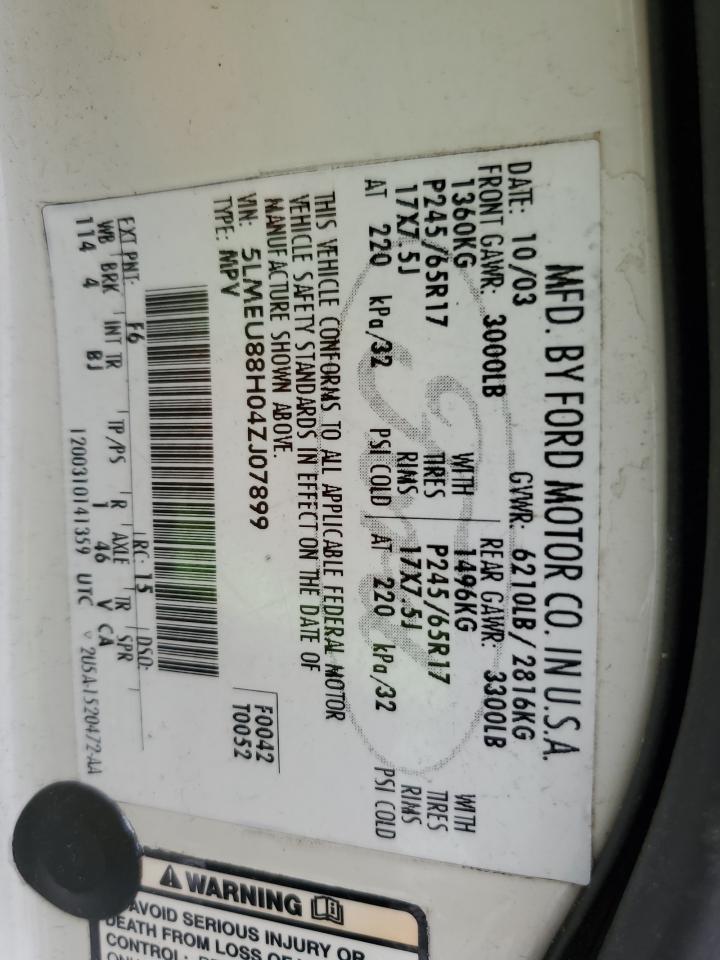 MFD. BY FORD MOTOR CO. IN U.S.A.
DATE: 10/03 GVWR: 6210LB / 2816KG
FRONT GAWR: 3000LB REAR GAWR: 3300LB
1360KG WITH 1496KG WITH
P245/65R17 TIRES P245/65R17 TIRES
17X7.5J RIMS 17X7.5J RIMS
AT 220 kPa/32 PSI COLD AT 220 kPa/32 PSI COLD
THIS VEHICLE CONFORMS TO ALL APPLICABLE FEDERAL MOTOR
VEHICLE SAFETY STANDARDS IN EFFECT ON THE DATE OF
MANUFACTURE SHOWN ABOVE.
VIN: 5LMEU88H04ZJ07899 F0042
TYPE: MPV T0052
EXT PNT: F6 RC: 15 DSO:
WB BRK INT TR TP/PS R AXLE TR SPR
114 4 BJ 1 46 V CA
1200310141359 UTC
WARNING
AVOID SERIOUS INJURY OR
DEATH FROM LOSS OF
CONTROL: